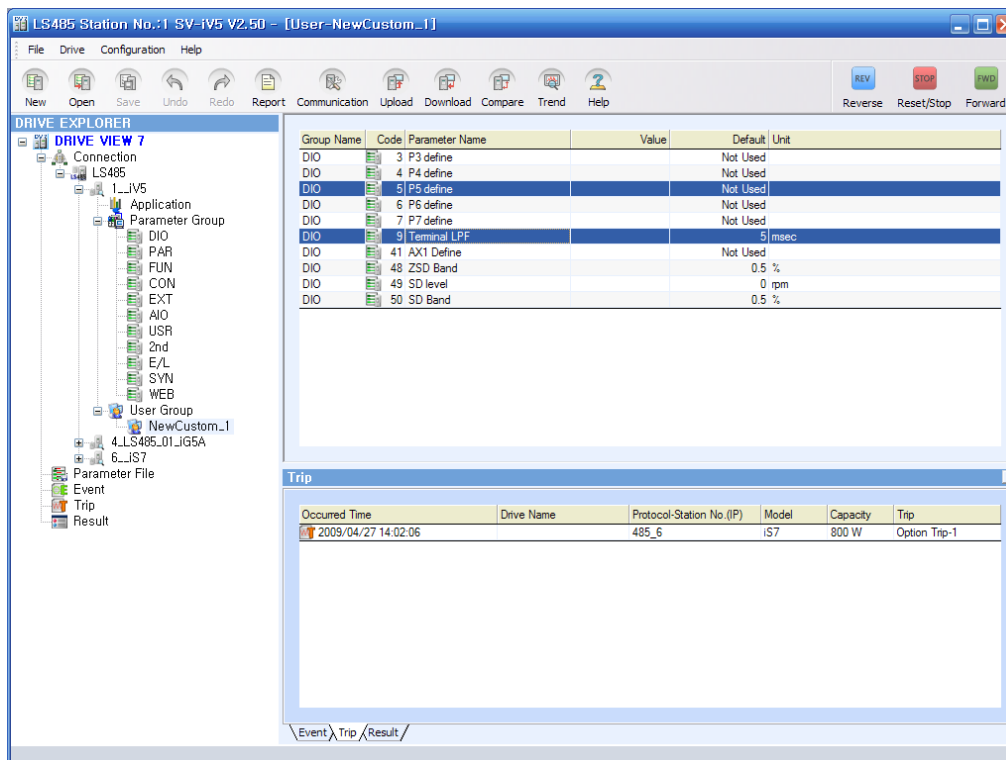 LS485 Station No.:1 SV-iV5 V2.50 - [User-NewCustom_1]
File Drive Configuration Help
New Open Save Undo Redo Report Communication Upload Download Compare Trend Help REV Reverse STOP Reset/Stop FWD Forward
DRIVE EXPLORER
DRIVE VIEW 7
Connection
LS485
1__iV5
Application
Parameter Group
DIO
PAR
FUN
CON
EXT
AIO
USR
2nd
E/L
SYN
WEB
User Group
NewCustom_1
4_LS485_01_iG5A
6__iS7
Parameter File
Event
Trip
Result
Group Name Code Parameter Name Value Default Unit
DIO 3 P3 define Not Used
DIO 4 P4 define Not Used
DIO 5 P5 define Not Used
DIO 6 P6 define Not Used
DIO 7 P7 define Not Used
DIO 9 Terminal LPF 5 msec
DIO 41 AX1 Define Not Used
DIO 48 ZSD Band 0.5 %
DIO 49 SD level 0 rpm
DIO 50 SD Band 0.5 %
Trip
Occurred Time Drive Name Protocol-Station No.(IP) Model Capacity Trip
2009/04/27 14:02:06 485_6 iS7 800 W Option Trip-1
Event Trip Result